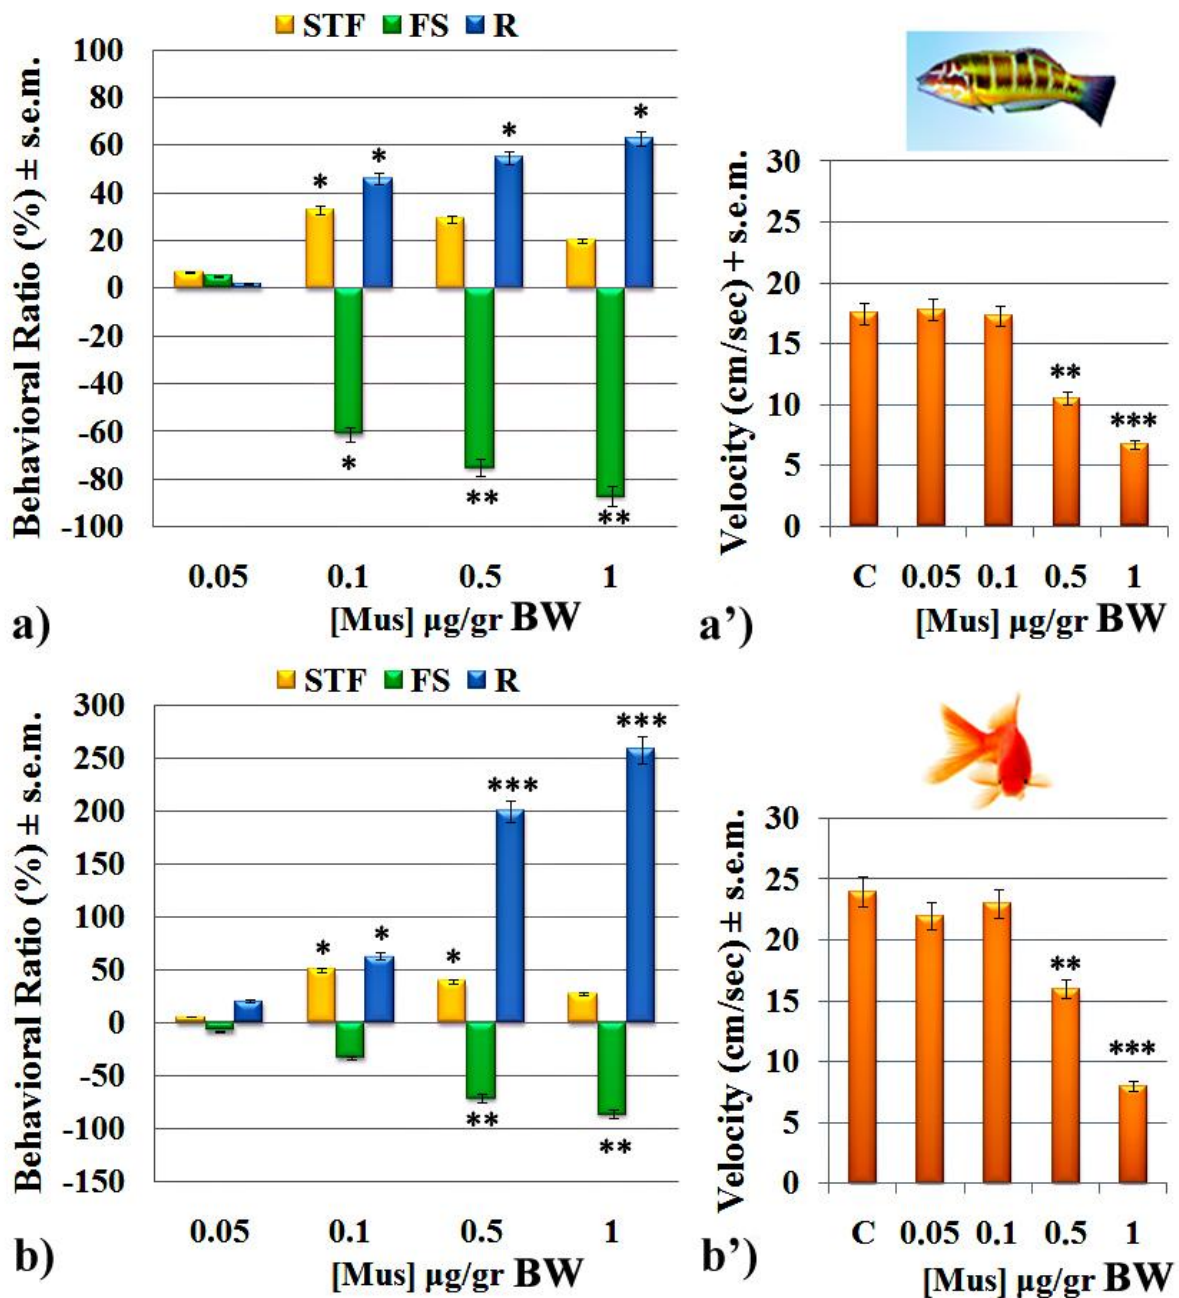 STF FS R
Behavioral Ratio (%) ± s.e.m.
100
80
60
40
20
0
-20
-40
-60
-80
-100
* * * * * * ** **
0.05 0.1 0.5 1
[Mus] µg/gr BW
a)
Velocity (cm/sec) + s.e.m.
30
25
20
15
10
5
0
** ***
C 0.05 0.1 0.5 1
[Mus] µg/gr BW
a’)
STF FS R
Behavioral Ratio (%) ± s.e.m.
300
250
200
150
100
50
0
-50
-100
-150
* * * *** *** ** **
0.05 0.1 0.5 1
[Mus] µg/gr BW
b)
Velocity (cm/sec) ± s.e.m.
30
25
20
15
10
5
0
** ***
C 0.05 0.1 0.5 1
[Mus] µg/gr BW
b’)